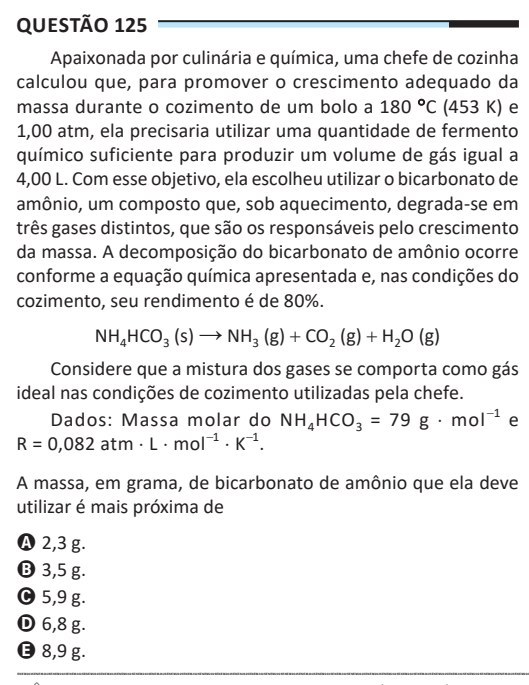 QUESTÃO 125
Apaixonada por culinária e química, uma chefe de cozinha
calculou que, para promover o crescimento adequado da
massa durante o cozimento de um bolo a 180 °C (453 K) e
1,00 atm, ela precisaria utilizar uma quantidade de fermento
químico suficiente para produzir um volume de gás igual a
4,00 L. Com esse objetivo, ela escolheu utilizar o bicarbonato de
amônio, um composto que, sob aquecimento, degrada-se em
três gases distintos, que são os responsáveis pelo crescimento
da massa. A decomposição do bicarbonato de amônio ocorre
conforme a equação química apresentada e, nas condições do
cozimento, seu rendimento é de 80%.
NH₄HCO₃ (s) ⟶ NH₃ (g) + CO₂ (g) + H₂O (g)
Considere que a mistura dos gases se comporta como gás
ideal nas condições de cozimento utilizadas pela chefe.
Dados: Massa molar do NH₄HCO₃ = 79 g · mol⁻¹ e
R = 0,082 atm · L · mol⁻¹ · K⁻¹.
A massa, em grama, de bicarbonato de amônio que ela deve
utilizar é mais próxima de
A 2,3 g.
B 3,5 g.
C 5,9 g.
D 6,8 g.
E 8,9 g.